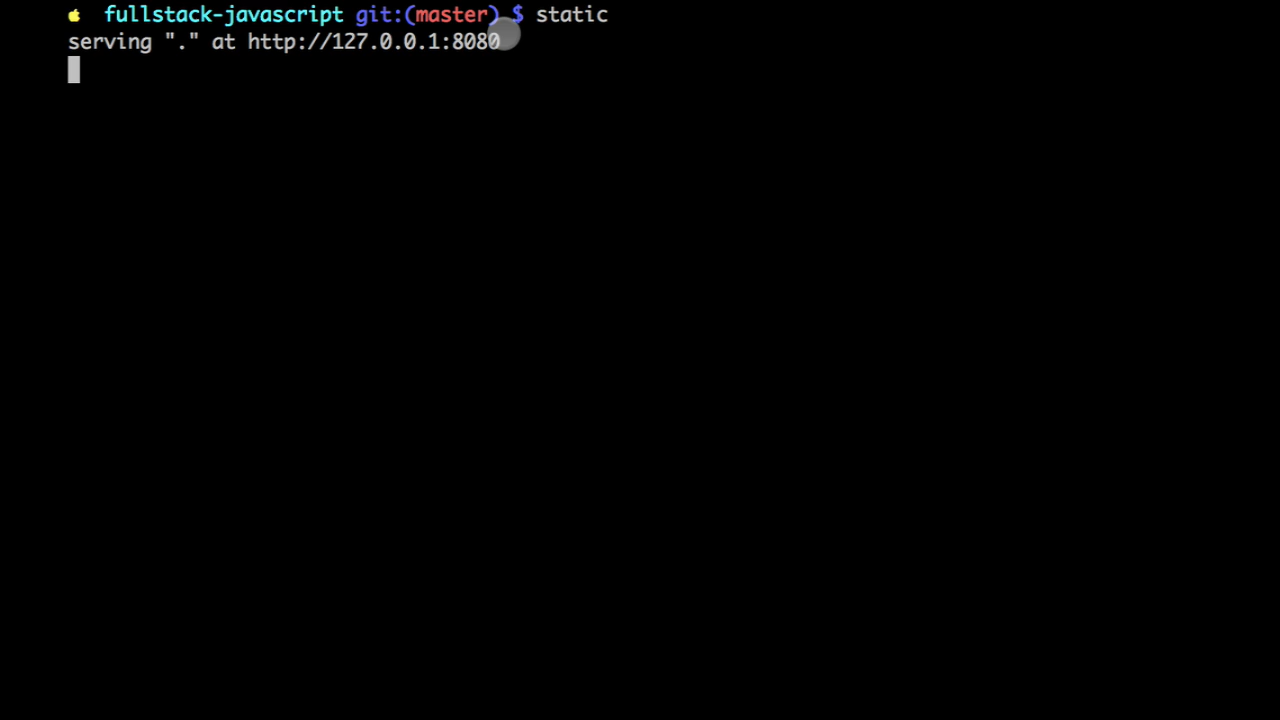 fullstack-javascript git:(master) $ static
serving "." at http://127.0.0.1:8080